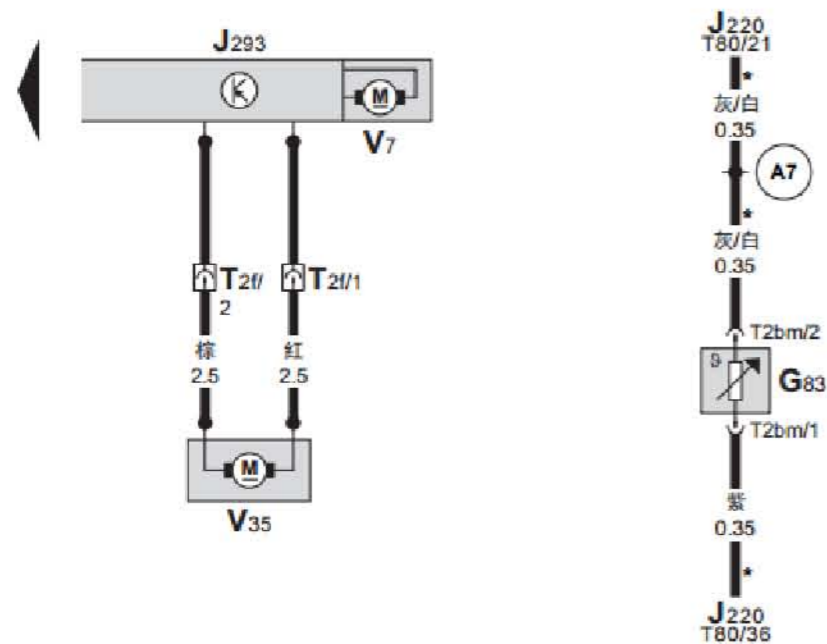 J293
M
V7
T2f/
2
T2f/1
棕
2.5
紅
2.5
M
V35
J220
T80/21
*
灰/白
0.35
A7
*
灰/白
0.35
T2bm/2
ϑ
G83
T2bm/1
紫
0.35
*
J220
T80/36